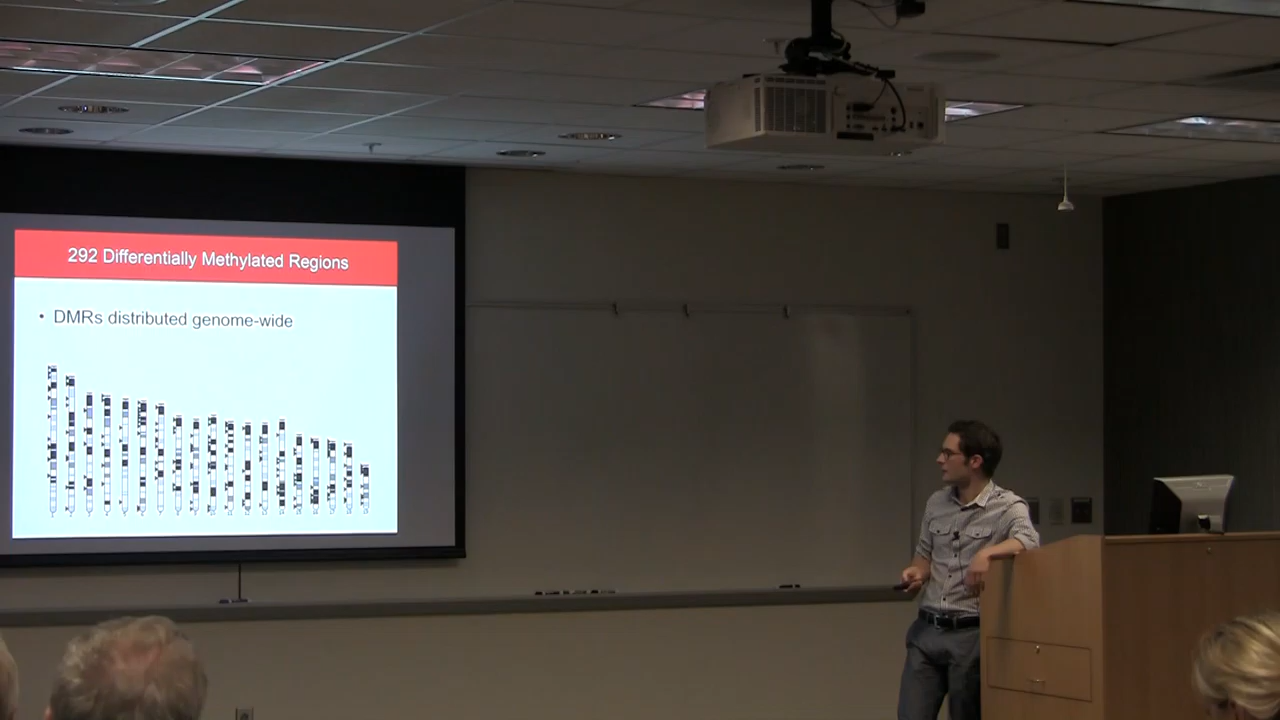 292 Differentially Methylated Regions
• DMRs distributed genome-wide